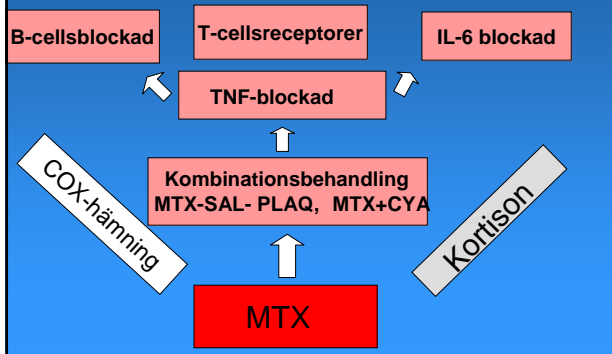 B-cellsblockad
T-cellsreceptorer
IL-6 blockad
TNF-blockad
COX-hämning
Kombinationsbehandling
MTX-SAL- PLAQ, MTX+CYA
Kortison
MTX